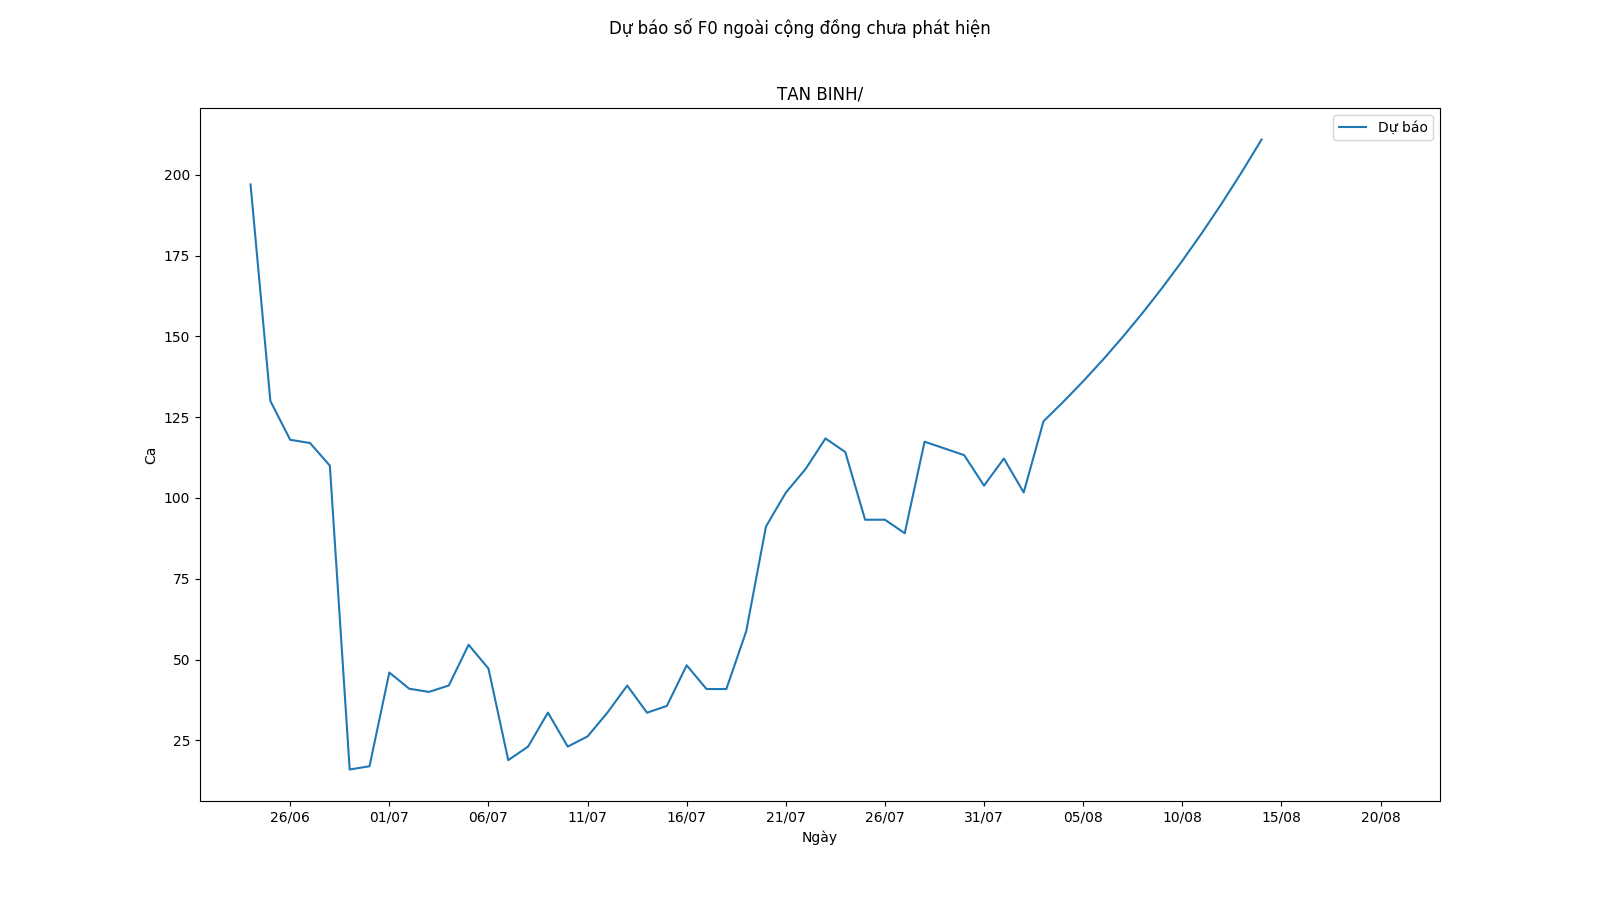 Dự báo số F0 ngoài cộng đồng chưa phát hiện
TAN BINH/
Dự báo
200
175
150
125
100
75
50
25
Ca
26/06 01/07 06/07 11/07 16/07 21/07 26/07 31/07 05/08 10/08 15/08 20/08
Ngày